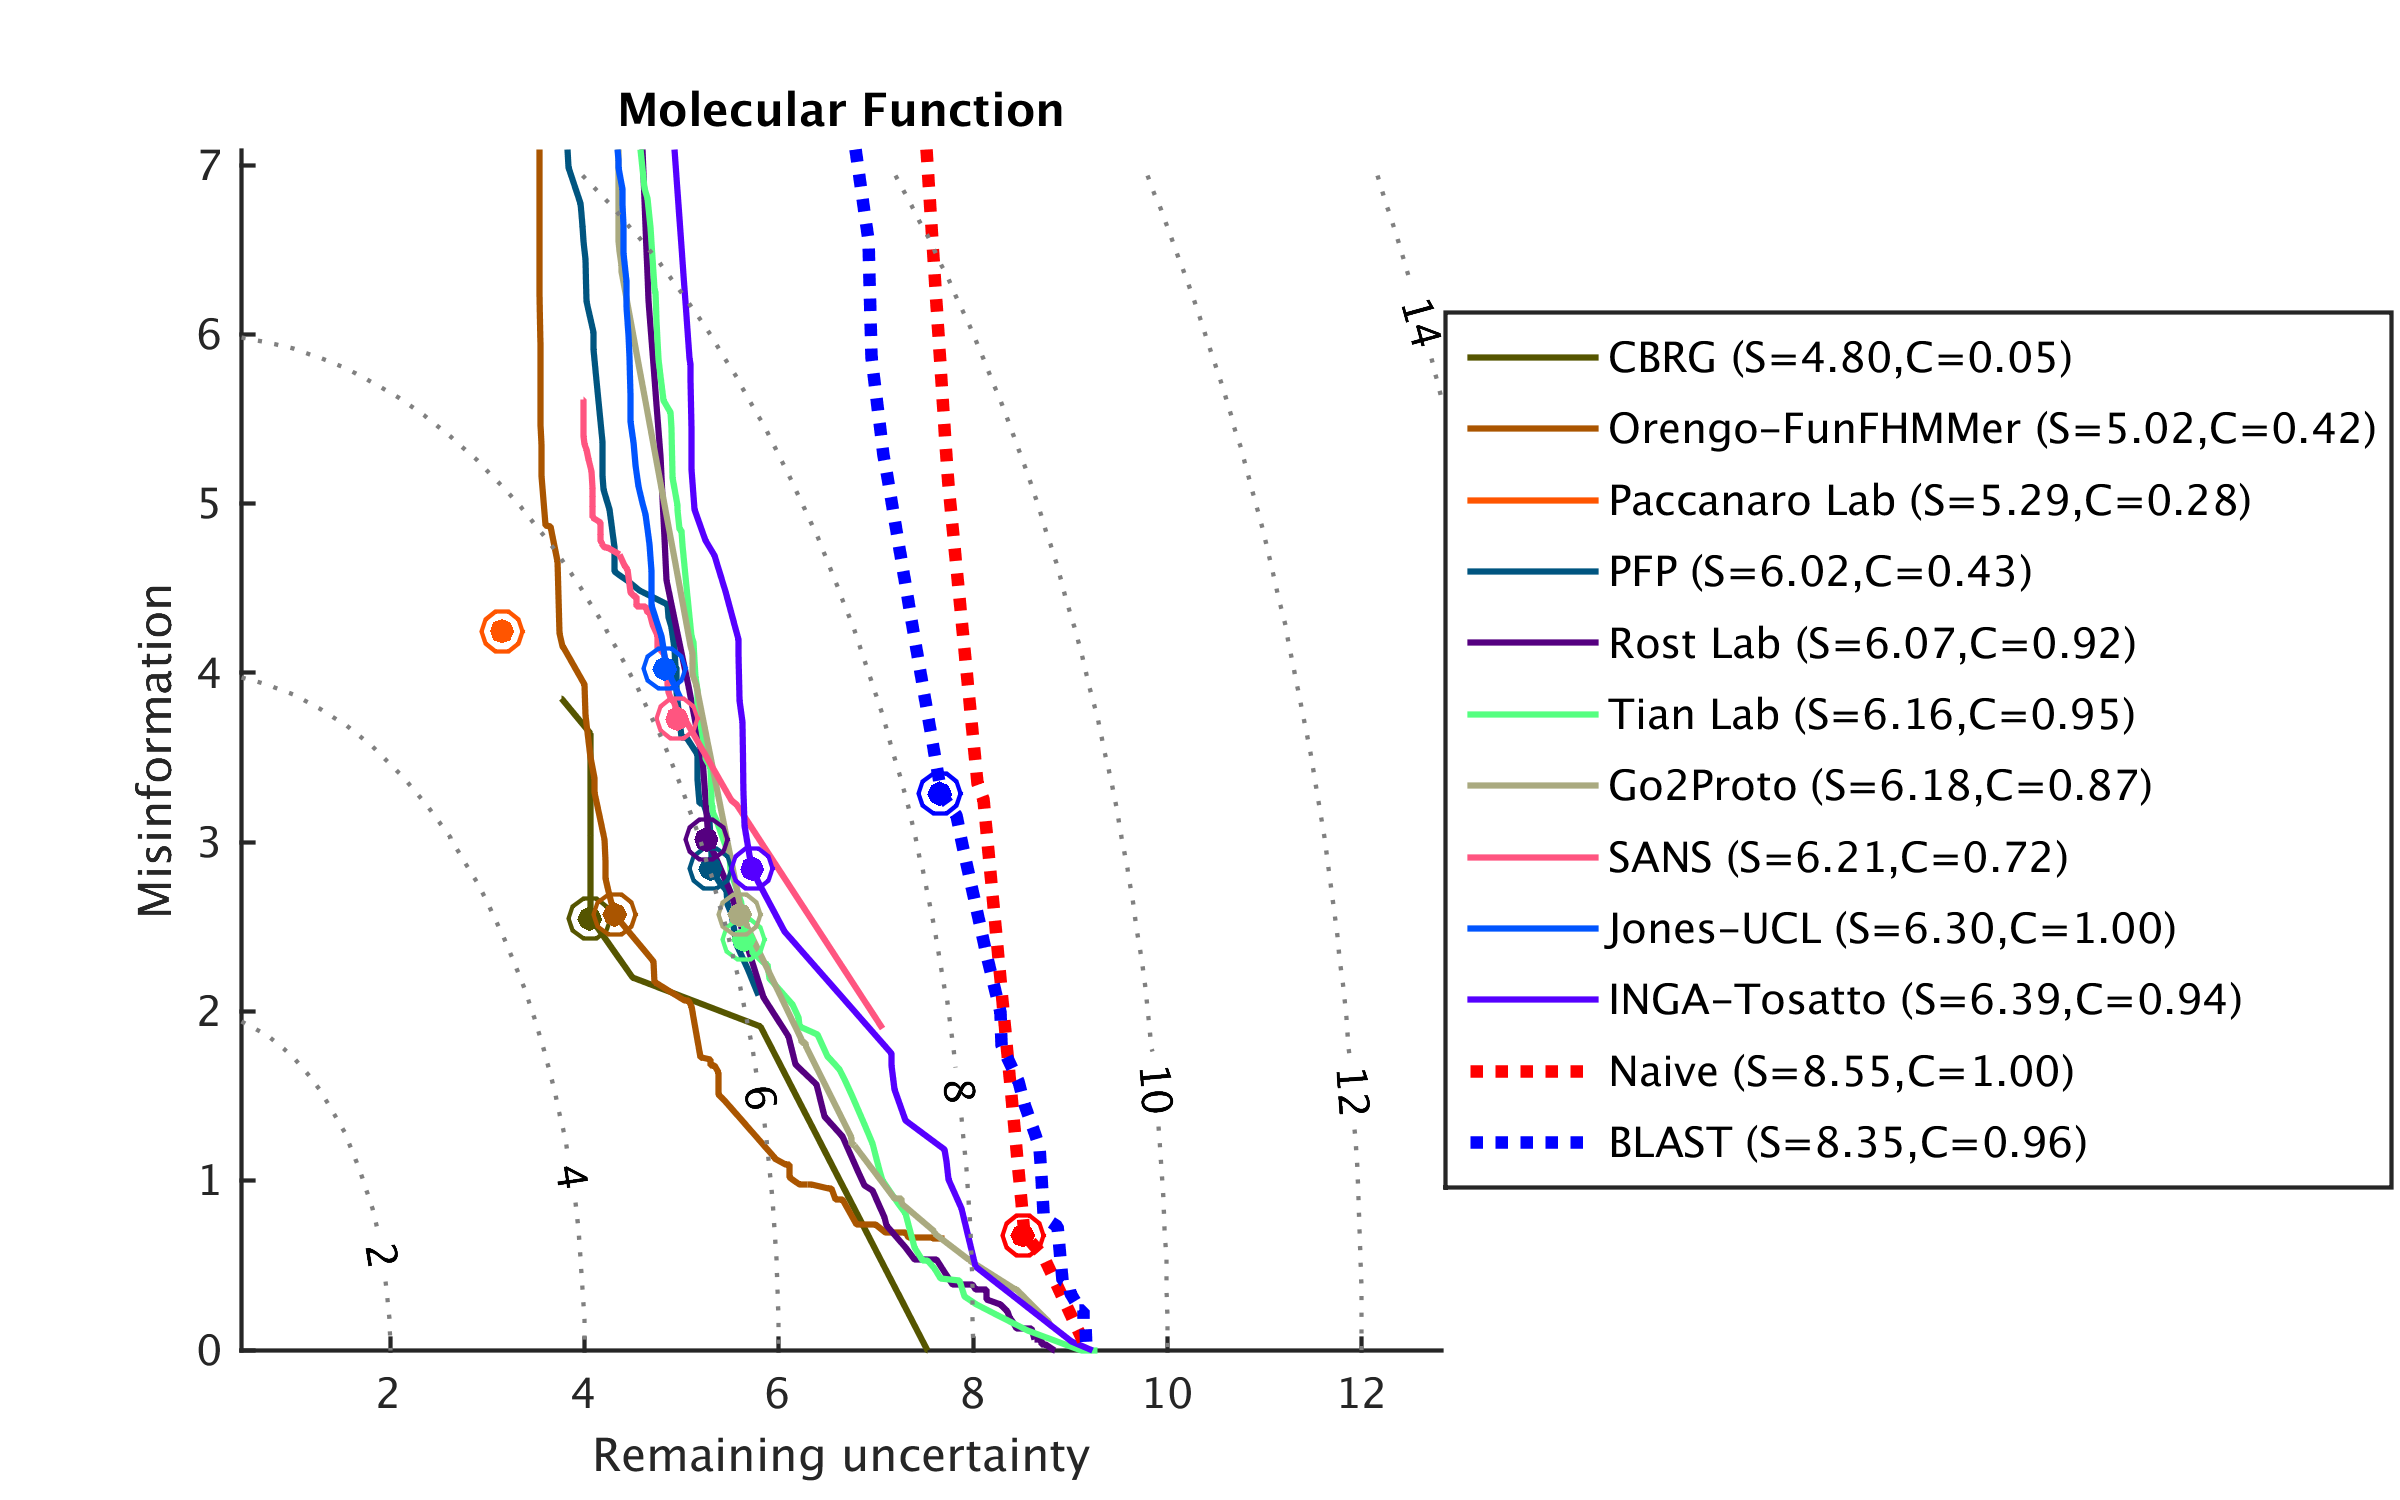 Molecular Function
7
6
5
4
3
2
1
0
Misinformation
2
4
6
8
10
12
Remaining uncertainty
2
4
6
8
10
12
14
CBRG (S=4.80,C=0.05)
Orengo-FunFHMMer (S=5.02,C=0.42)
Paccanaro Lab (S=5.29,C=0.28)
PFP (S=6.02,C=0.43)
Rost Lab (S=6.07,C=0.92)
Tian Lab (S=6.16,C=0.95)
Go2Proto (S=6.18,C=0.87)
SANS (S=6.21,C=0.72)
Jones-UCL (S=6.30,C=1.00)
INGA-Tosatto (S=6.39,C=0.94)
Naive (S=8.55,C=1.00)
BLAST (S=8.35,C=0.96)